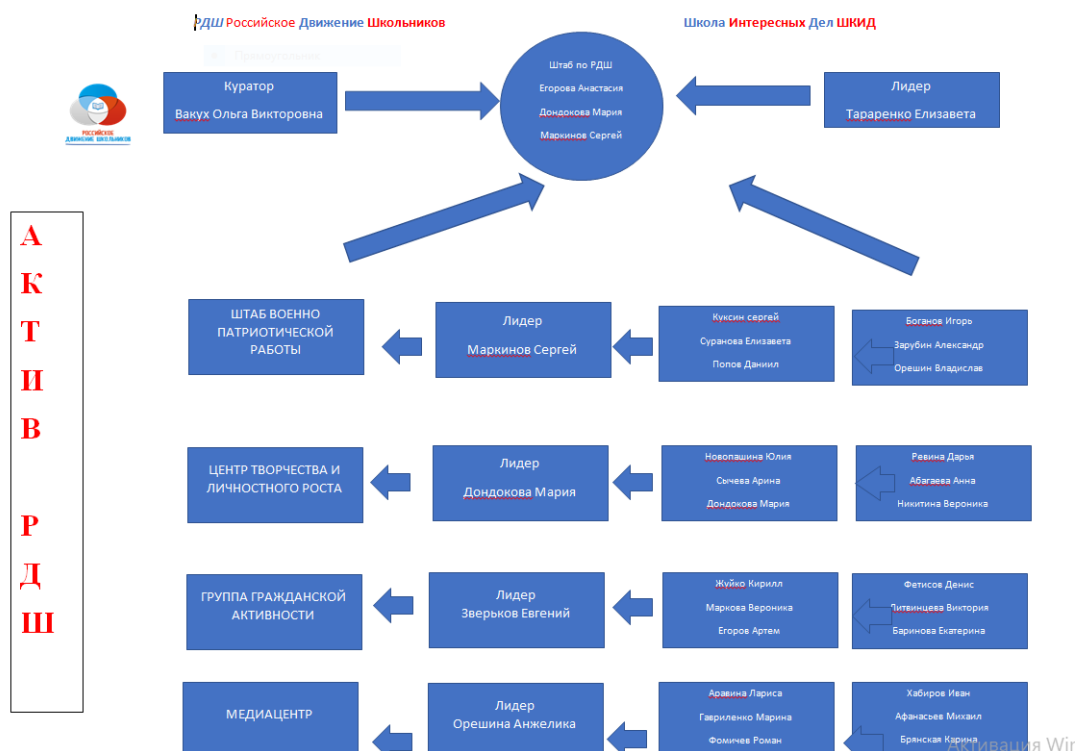 РДШ Российское Движение Школьников
Школа Интересных Дел ШКИД
Куратор
Вакух Ольга Викторовна
Штаб по РДШ
Егорова Анастасия
Дондокова Мария
Маркинов Сергей
Лидер
Тараренко Елизавета
РОССИЙСКОЕ
ДВИЖЕНИЕ ШКОЛЬНИКОВ
А
К
Т
И
В
Р
Д
Ш
ШТАБ ВОЕННО
ПАТРИОТИЧЕСКОЙ
РАБОТЫ
Лидер
Маркинов Сергей
Куксин сергей
Суранова Елизавета
Попов Даниил
Боганов Игорь
Зарубин Александр
Орешин Владислав
ЦЕНТР ТВОРЧЕСТВА И
ЛИЧНОСТНОГО РОСТА
Лидер
Дондокова Мария
Новопашина Юлия
Сычева Арина
Дондокова Мария
Ревина Дарья
Абагаева Анна
Никитина Вероника
ГРУППА ГРАЖДАНСКОЙ
АКТИВНОСТИ
Лидер
Зверьков Евгений
Жуйко Кирилл
Маркова Вероника
Егоров Артем
Фетисов Денис
Литвинцева Виктория
Баринова Екатерина
МЕДИАЦЕНТР
Лидер
Орешина Анжелика
Аравина Лариса
Гавриленко Марина
Фомичев Роман
Хабиров Иван
Афанасьев Михаил
Брянская Карина
Активация Wir